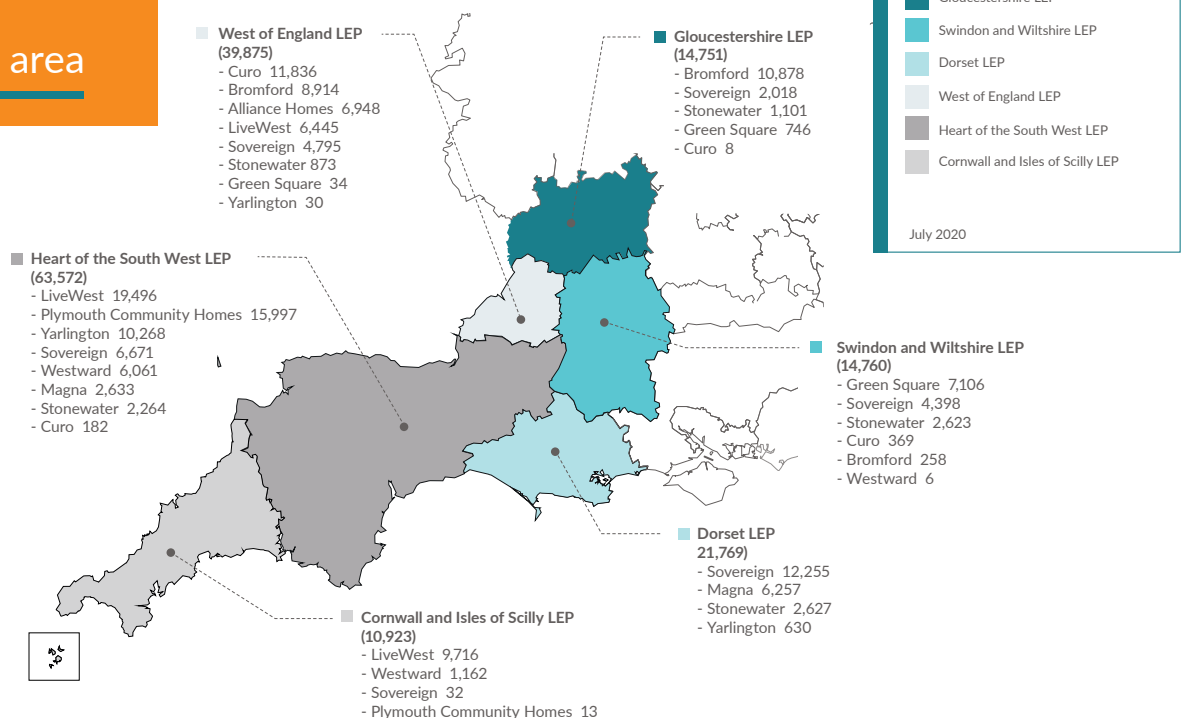 area
West of England LEP
(39,875)
- Curo 11,836
- Bromford 8,914
- Alliance Homes 6,948
- LiveWest 6,445
- Sovereign 4,795
- Stonewater 873
- Green Square 34
- Yarlington 30
Gloucestershire LEP
(14,751)
- Bromford 10,878
- Sovereign 2,018
- Stonewater 1,101
- Green Square 746
- Curo 8
Gloucestershire LEP
Swindon and Wiltshire LEP
Dorset LEP
West of England LEP
Heart of the South West LEP
Cornwall and Isles of Scilly LEP
July 2020
Heart of the South West LEP
(63,572)
- LiveWest 19,496
- Plymouth Community Homes 15,997
- Yarlington 10,268
- Sovereign 6,671
- Westward 6,061
- Magna 2,633
- Stonewater 2,264
- Curo 182
Swindon and Wiltshire LEP
(14,760)
- Green Square 7,106
- Sovereign 4,398
- Stonewater 2,623
- Curo 369
- Bromford 258
- Westward 6
Dorset LEP
21,769)
- Sovereign 12,255
- Magna 6,257
- Stonewater 2,627
- Yarlington 630
Cornwall and Isles of Scilly LEP
(10,923)
- LiveWest 9,716
- Westward 1,162
- Sovereign 32
- Plymouth Community Homes 13